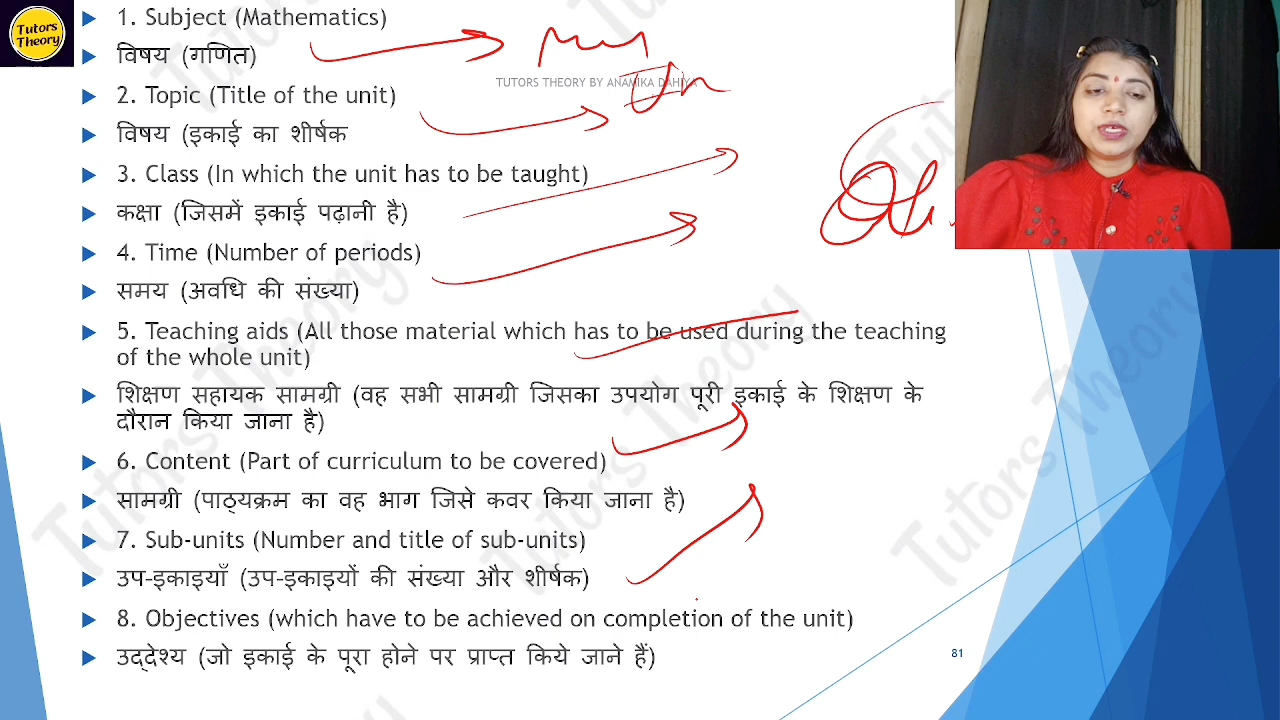 Tutors
Theory
1. Subject (Mathematics)
विषय (गणित)
TUTORS THEORY BY ANAMIKA DAHIYA
2. Topic (Title of the unit)
विषय (इकाई का शीर्षक
3. Class (In which the unit has to be taught)
कक्षा (जिसमें इकाई पढ़ानी है)
4. Time (Number of periods)
समय (अवधि की संख्या)
5. Teaching aids (All those material which has to be used during the teaching
of the whole unit)
शिक्षण सहायक सामग्री (वह सभी सामग्री जिसका उपयोग पूरी इकाई के शिक्षण के
दौरान किया जाना है)
6. Content (Part of curriculum to be covered)
सामग्री (पाठ्यक्रम का वह भाग जिसे कवर किया जाना है)
7. Sub-units (Number and title of sub-units)
उप-इकाइयाँ (उप-इकाइयों की संख्या और शीर्षक)
8. Objectives (which have to be achieved on completion of the unit)
उद्देश्य (जो इकाई के पूरा होने पर प्राप्त किये जाने हैं)
81